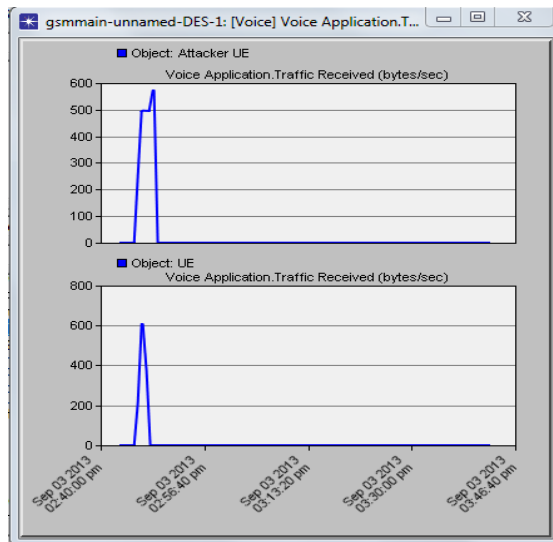 gsmmain-unnamed-DES-1: [Voice] Voice Application.T...
Object: Attacker UE
Voice Application.Traffic Received (bytes/sec)
600
500
400
300
200
100
0
Object: UE
Voice Application.Traffic Received (bytes/sec)
800
600
400
200
0
Sep 03 2013
02:40:00 pm
Sep 03 2013
02:56:40 pm
Sep 03 2013
03:13:20 pm
Sep 03 2013
03:30:00 pm
Sep 03 2013
03:46:40 pm